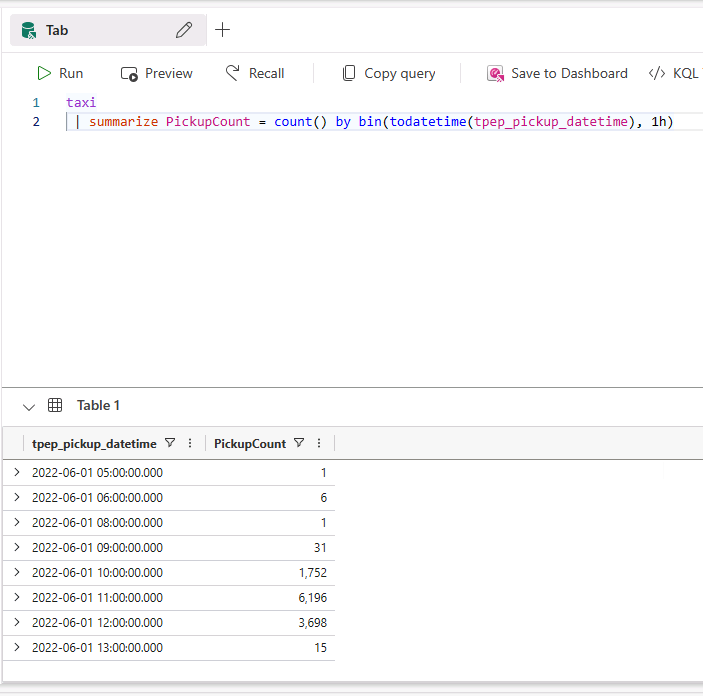 Tab
Run Preview Recall Copy query Save to Dashboard KQL
1 taxi
2 | summarize PickupCount = count() by bin(todatetime(tpep_pickup_datetime), 1h)
Table 1
tpep_pickup_datetime PickupCount
2022-06-01 05:00:00.000 1
2022-06-01 06:00:00.000 6
2022-06-01 08:00:00.000 1
2022-06-01 09:00:00.000 31
2022-06-01 10:00:00.000 1,752
2022-06-01 11:00:00.000 6,196
2022-06-01 12:00:00.000 3,698
2022-06-01 13:00:00.000 15